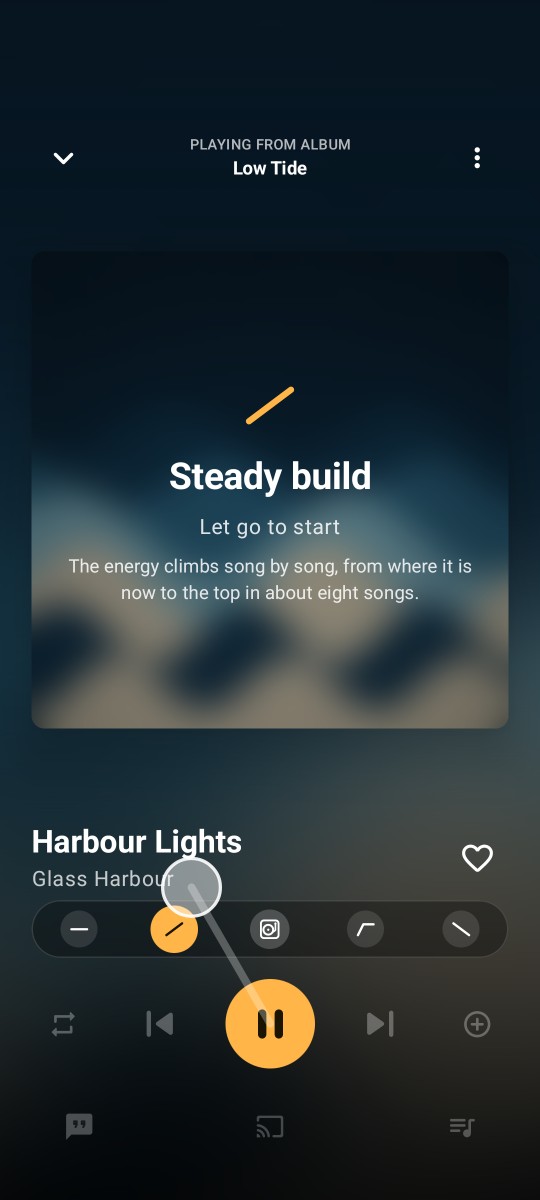 PLAYING FROM ALBUM
Low Tide
Steady build
Let go to start
The energy climbs song by song, from where it is
now to the top in about eight songs.
Harbour Lights
Glass Harbour